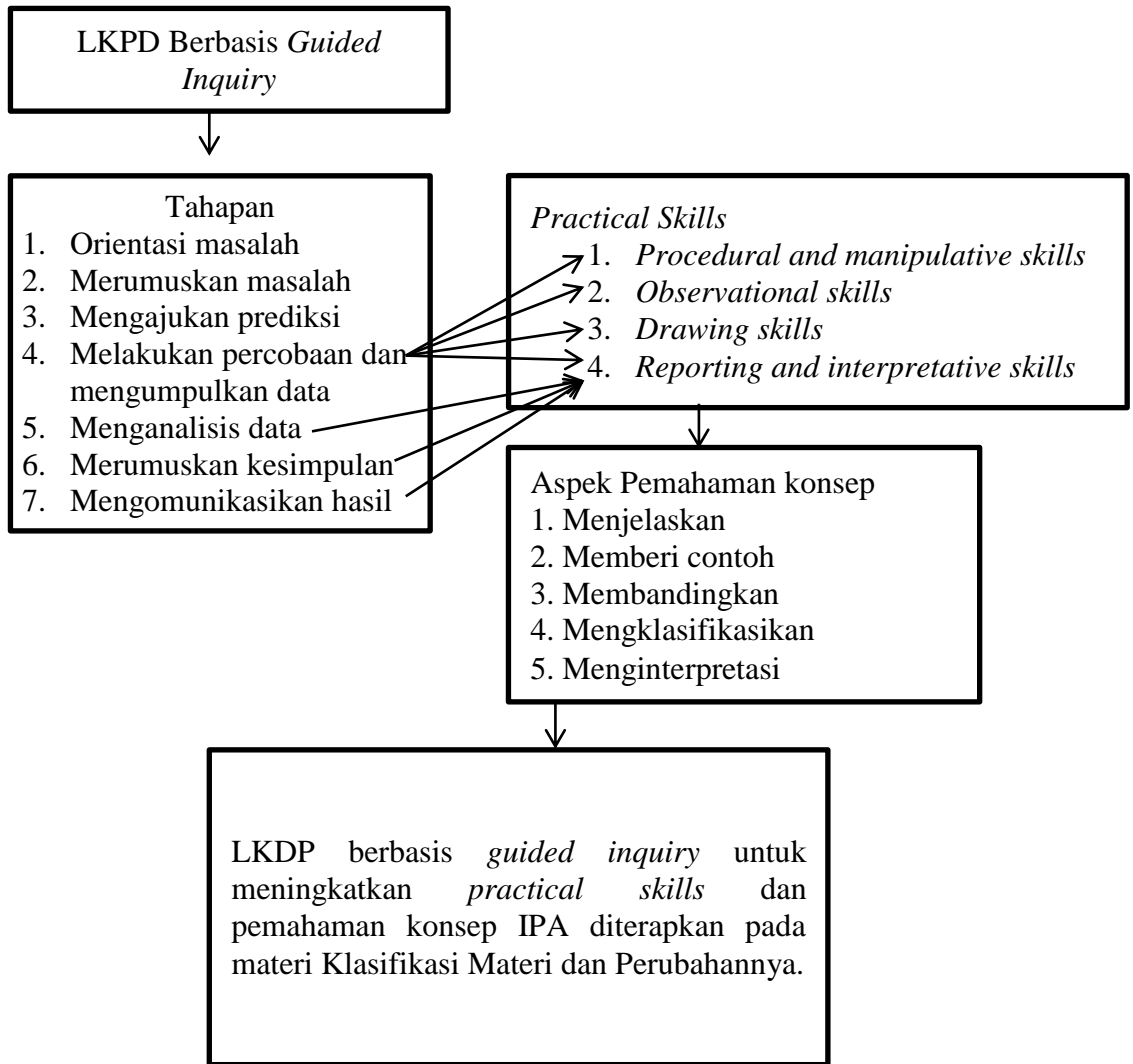 LKPD Berbasis Guided
Inquiry
Tahapan
1. Orientasi masalah
2. Merumuskan masalah
3. Mengajukan prediksi
4. Melakukan percobaan dan
mengumpulkan data
5. Menganalisis data
6. Merumuskan kesimpulan
7. Mengomunikasikan hasil
Practical Skills
1. Procedural and manipulative skills
2. Observational skills
3. Drawing skills
4. Reporting and interpretative skills
Aspek Pemahaman konsep
1. Menjelaskan
2. Memberi contoh
3. Membandingkan
4. Mengklasifikasikan
5. Menginterpretasi
LKDP berbasis guided inquiry untuk
meningkatkan practical skills dan
pemahaman konsep IPA diterapkan pada
materi Klasifikasi Materi dan Perubahannya.